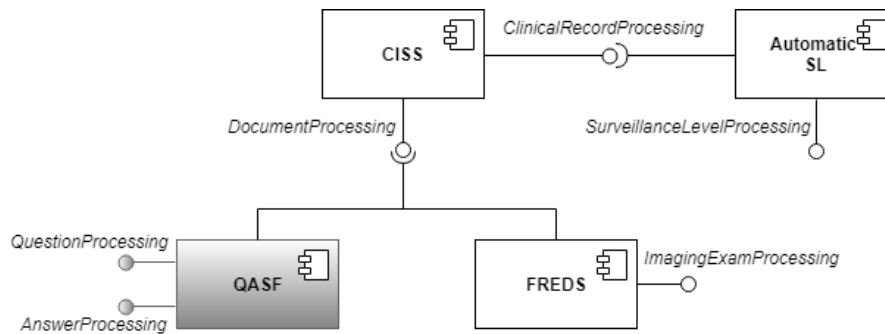 ClinicalRecordProcessing
CISS
Automatic
SL
DocumentProcessing
SurveillanceLevelProcessing
QuestionProcessing
ImagingExamProcessing
QASF
FREDS
AnswerProcessing